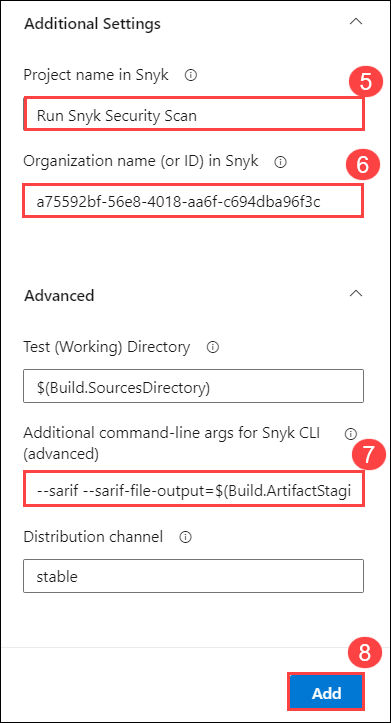 Additional Settings
Project name in Snyk
5
Run Snyk Security Scan
Organization name (or ID) in Snyk
6
a75592bf-56e8-4018-aa6f-c694dba96f3c
Advanced
Test (Working) Directory
$(Build.SourcesDirectory)
Additional command-line args for Snyk CLI
(advanced)
7
--sarif --sarif-file-output=$(Build.ArtifactStagi
Distribution channel
stable
8
Add